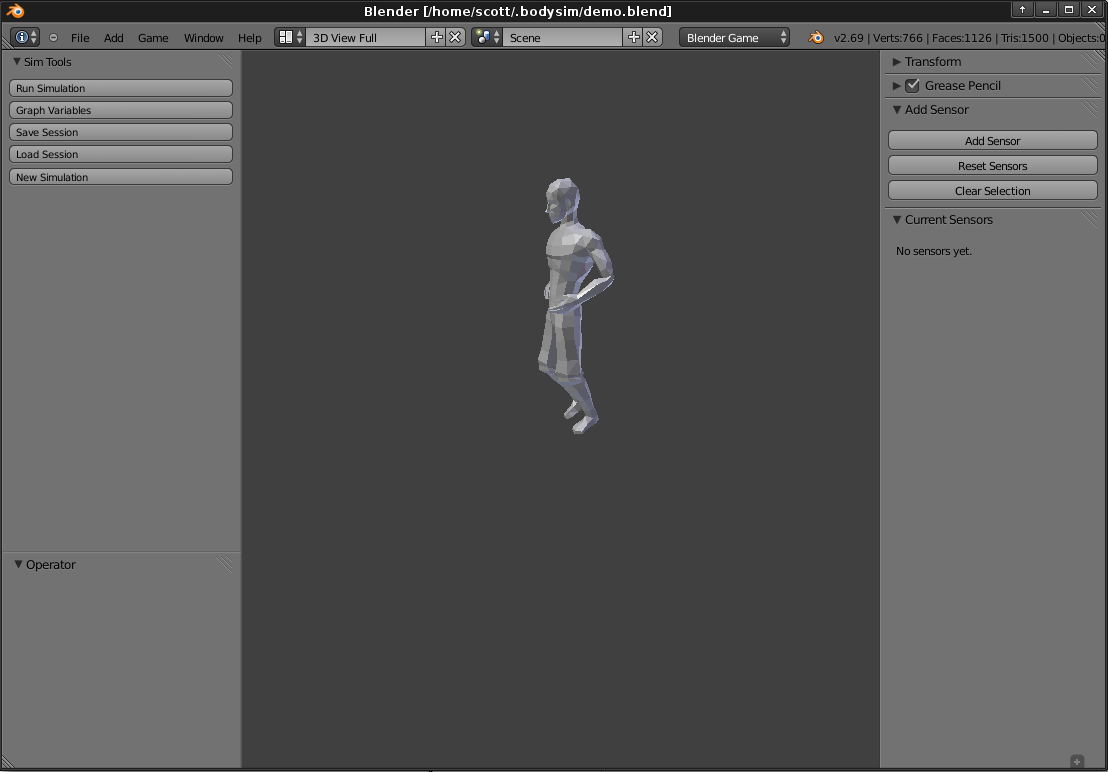 Blender [/home/scott/.bodysim/demo.blend]
File Add Game Window Help 3D View Full Scene Blender Game v2.69 | Verts:766 | Faces:1126 | Tris:1500 | Objects:0
Sim Tools
Run Simulation
Graph Variables
Save Session
Load Session
New Simulation
Operator
Transform
Grease Pencil
Add Sensor
Add Sensor
Reset Sensors
Clear Selection
Current Sensors
No sensors yet.